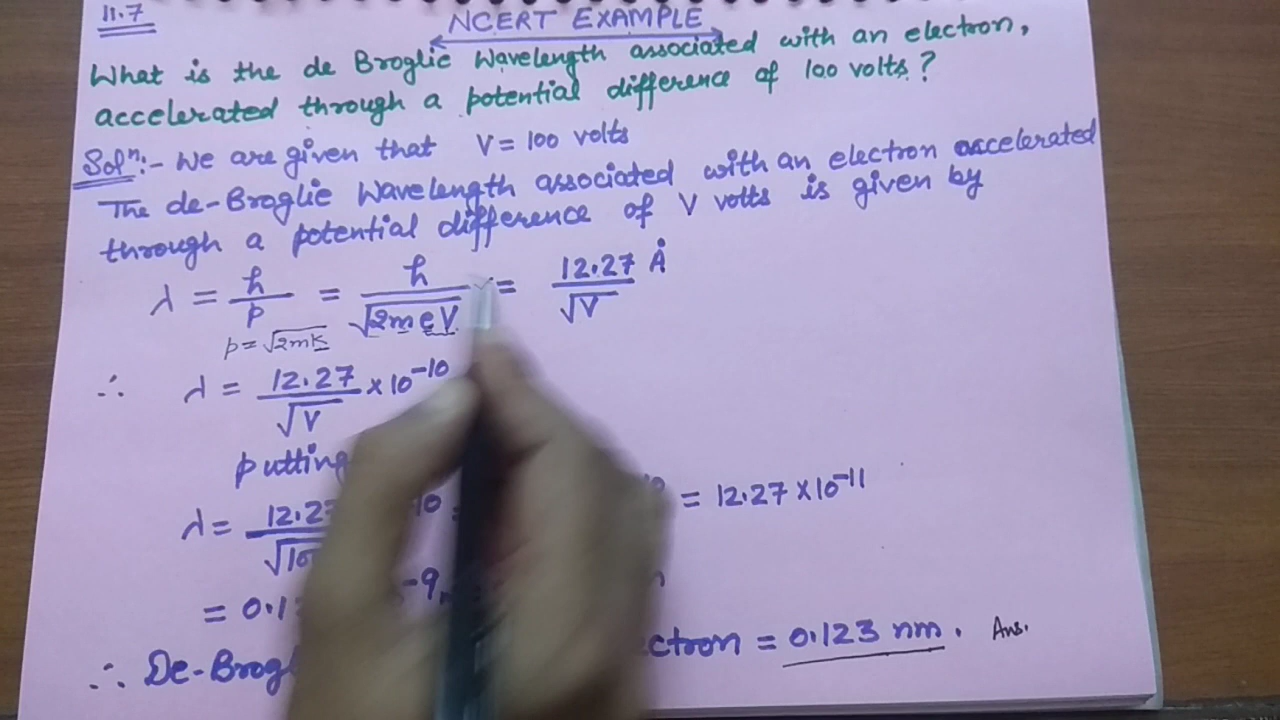 11.7
NCERT EXAMPLE
What is the de Broglie Wavelength associated with an electron,
accelerated through a potential difference of 100 volts?
Solⁿ:- We are given that V = 100 volts
The de-Broglie Wavelength associated with an electron accelerated
through a potential difference of V volts is given by
λ = h/p = h/√2meV = 12.27/√V Å
p = √2mK
∴ λ = 12.27/√V × 10⁻¹⁰
putting
λ = 12.27 = 12.27 × 10⁻¹¹
= 0.1
∴ De-Brog = 0.123 nm. Ans.